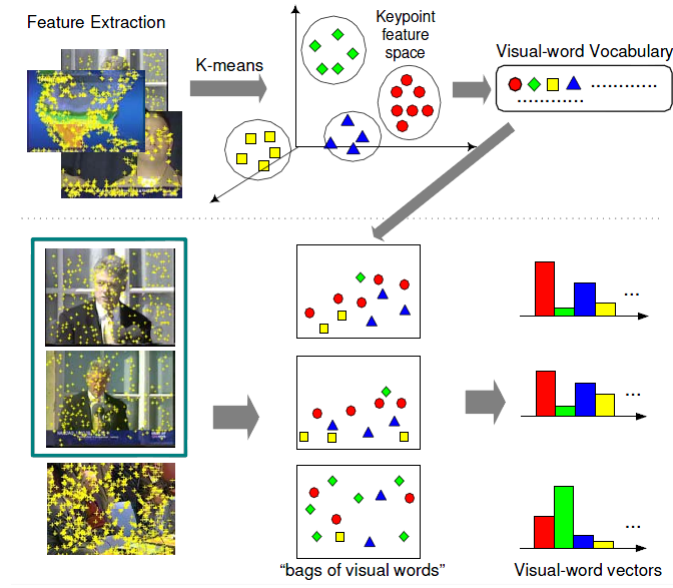 Feature Extraction
K-means
Keypoint
feature
space
Visual-word Vocabulary
............
............
...
...
...
"bags of visual words"
Visual-word vectors